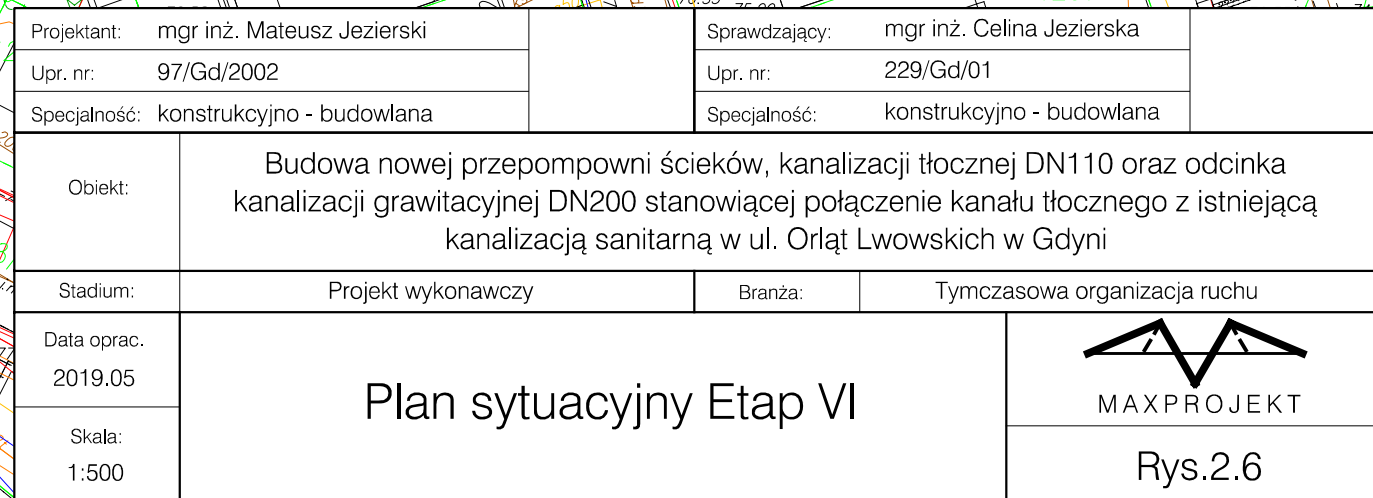 Projektant: mgr inż. Mateusz Jezierski
Sprawdzający: mgr inż. Celina Jezierska
Upr. nr: 97/Gd/2002
Upr. nr: 229/Gd/01
Specjalność: konstrukcyjno - budowlana
Specjalność: konstrukcyjno - budowlana
Obiekt:
Budowa nowej przepompowni ścieków, kanalizacji tłocznej DN110 oraz odcinka
kanalizacji grawitacyjnej DN200 stanowiącej połączenie kanału tłocznego z istniejącą
kanalizacją sanitarną w ul. Orląt Lwowskich w Gdyni
Stadium: Projekt wykonawczy
Branża: Tymczasowa organizacja ruchu
Data oprac.
2019.05
Skala:
1:500
Plan sytuacyjny Etap VI
MAXPROJEKT
Rys.2.6